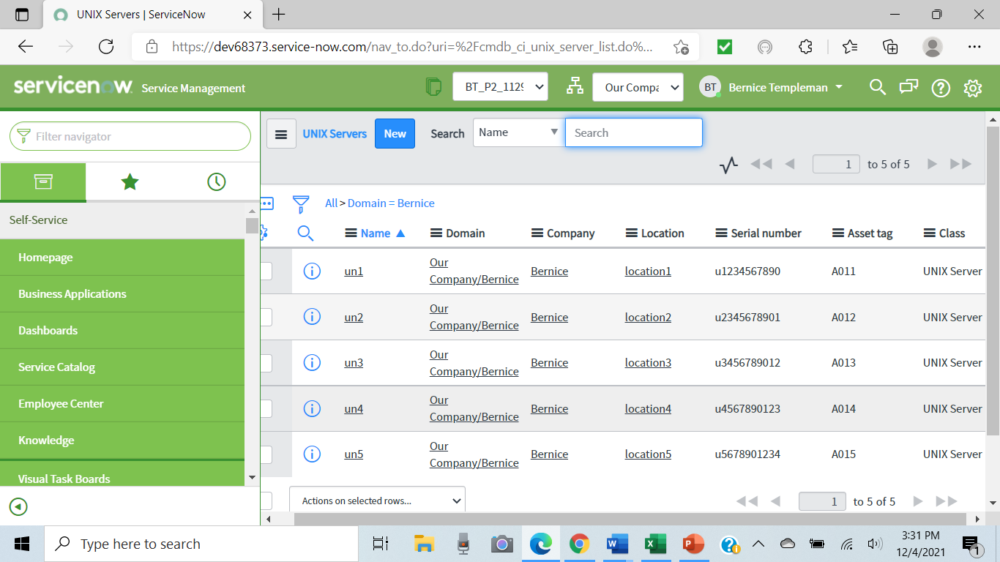 UNIX Servers | ServiceNow
https://dev68373.service-now.com/nav_to.do?uri=%2Fcmdb_ci_unix_server_list.do%...
servicenow Service Management
BT_P2_1129
Our Compa
BT Bernice Templeman
Filter navigator
UNIX Servers New Search Name Search
1 to 5 of 5
Self-Service
Homepage
Business Applications
Dashboards
Service Catalog
Employee Center
Knowledge
Visual Task Boards
All > Domain = Bernice
Name Domain Company Location Serial number Asset tag Class
un1 Our Company/Bernice Bernice location1 u1234567890 A011 UNIX Server
un2 Our Company/Bernice Bernice location2 u2345678901 A012 UNIX Server
un3 Our Company/Bernice Bernice location3 u3456789012 A013 UNIX Server
un4 Our Company/Bernice Bernice location4 u4567890123 A014 UNIX Server
un5 Our Company/Bernice Bernice location5 u5678901234 A015 UNIX Server
Actions on selected rows...
1 to 5 of 5
Type here to search
3:31 PM
12/4/2021
1